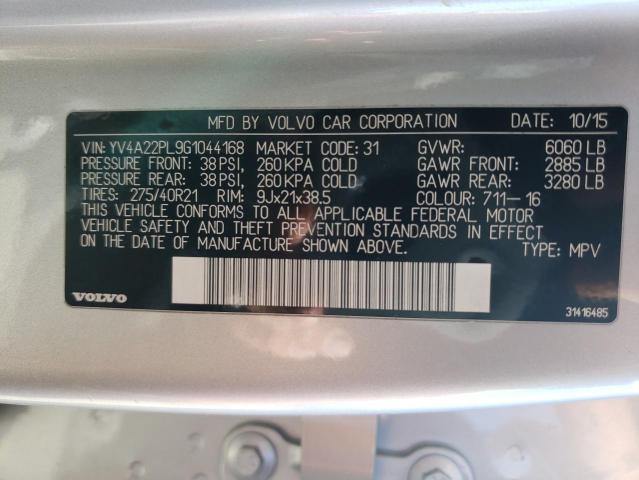 MFD BY VOLVO CAR CORPORATION DATE: 10/15
VIN: YV4A22PL9G1044168 MARKET CODE: 31 GVWR: 6060 LB
PRESSURE FRONT: 38 PSI, 260 KPA COLD GAWR FRONT: 2885 LB
PRESSURE REAR: 38 PSI, 260 KPA COLD GAWR REAR: 3280 LB
TIRES: 275/40R21 RIM: 9Jx21x38.5 COLOUR: 711-16
THIS VEHICLE CONFORMS TO ALL APPLICABLE FEDERAL MOTOR
VEHICLE SAFETY AND THEFT PREVENTION STANDARDS IN EFFECT
ON DATE OF MANUFACTURE SHOWN ABOVE. TYPE: MPV
VOLVO 31416485